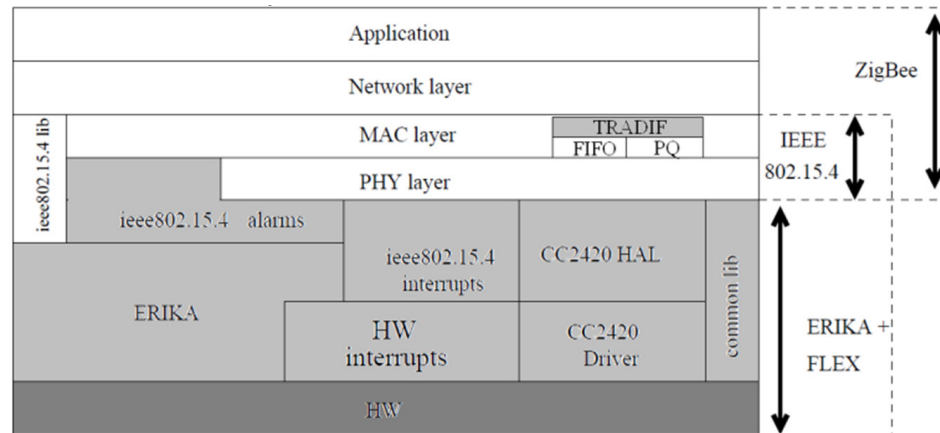 Application
ZigBee
Network layer
ieee802.15.4 lib
MAC layer
TRADIF
FIFO
PQ
IEEE
802.15.4
PHY layer
ieee802.15.4 alarms
ieee802.15.4
interrupts
CC2420 HAL
common lib
ERIKA
HW
interrupts
CC2420
Driver
ERIKA +
FLEX
HW